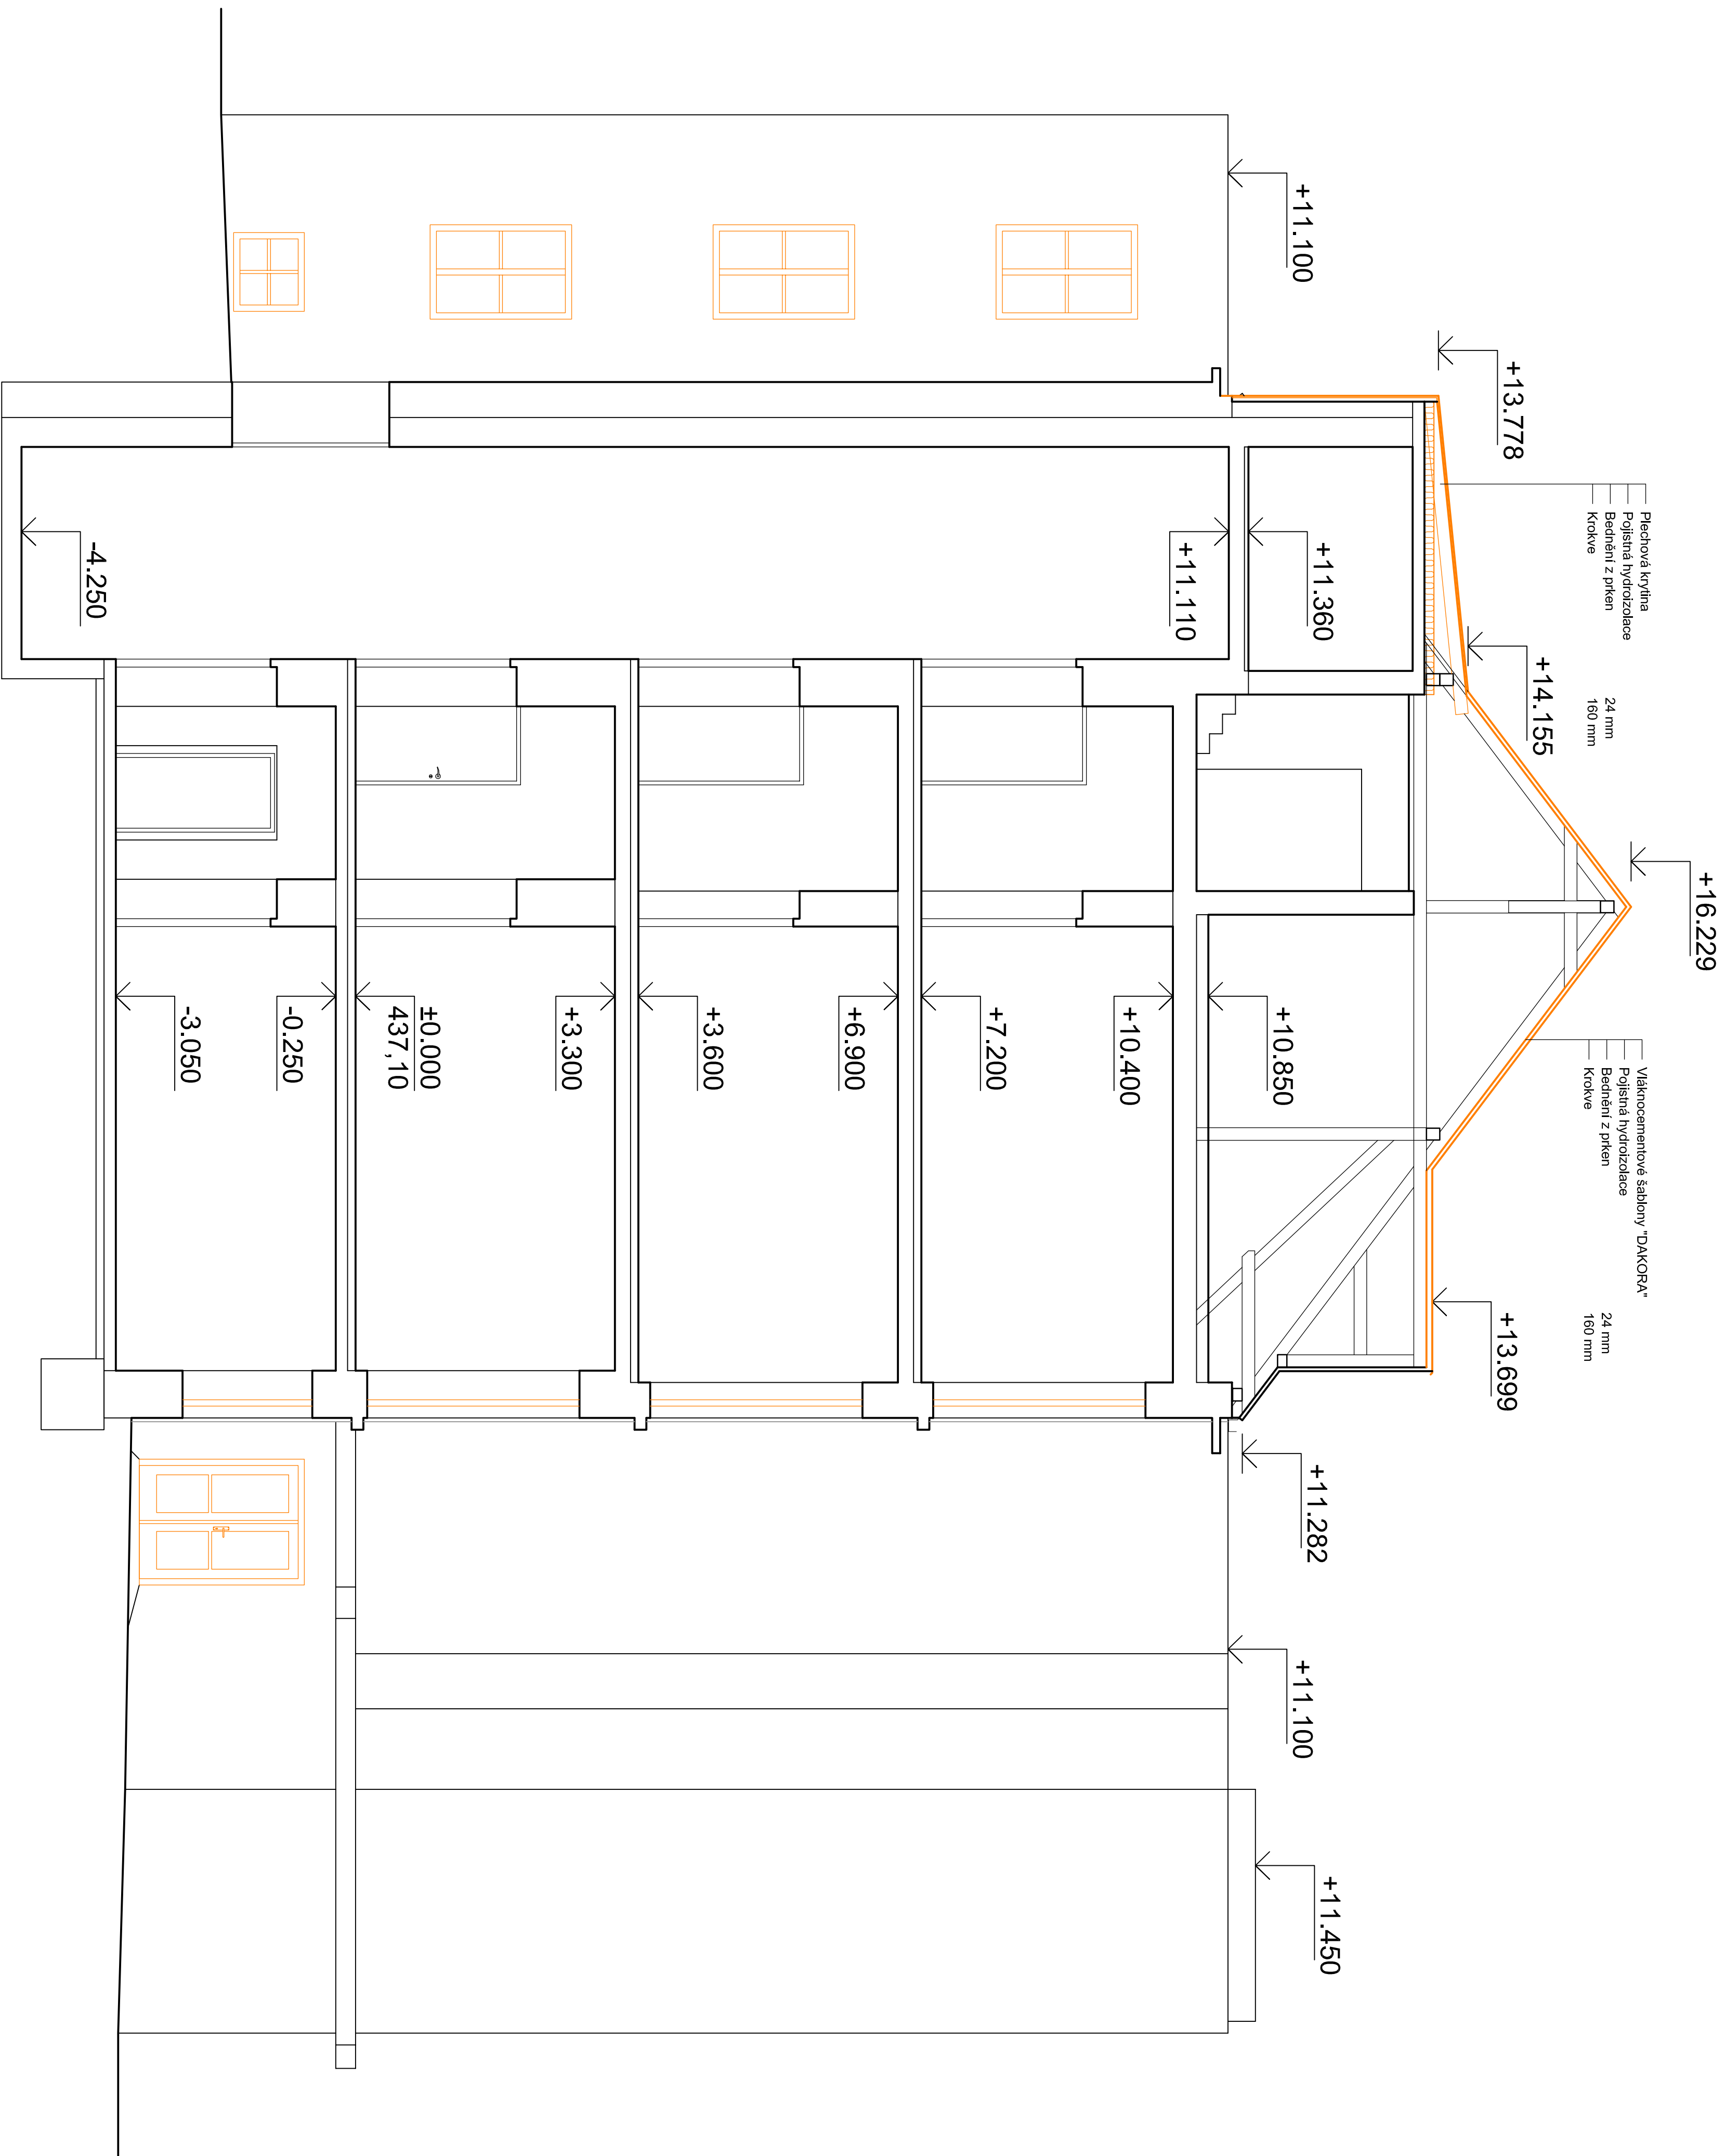 +16.229
Plechová krytina
Pojistná hydroizolace
Bednění z prken 24 mm
Krokve 160 mm
Vláknocementové šablony "DAKORA"
Pojistná hydroizolace
Bednění z prken 24 mm
Krokve 160 mm
+14.155
+13.778
+13.699
+11.360
+11.450
+11.100
+11.282
+11.100
+10.850
+11.110
+10.400
+7.200
+6.900
+3.600
+3.300
±0.000
437,10
-0.250
-3.050
-4.250